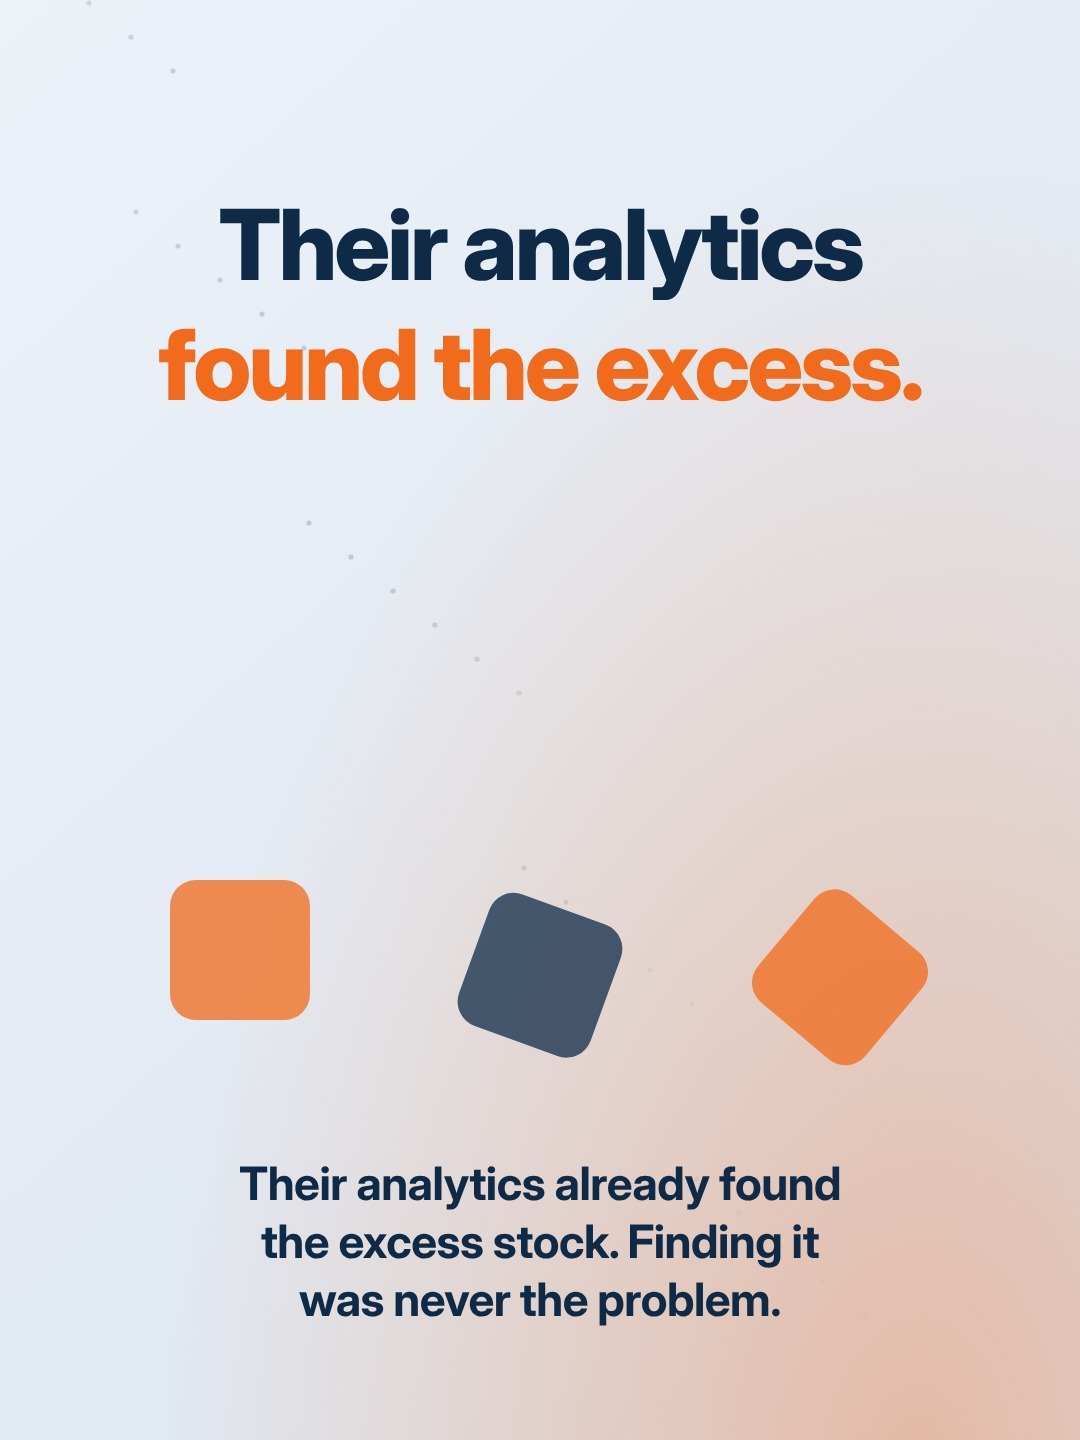 Their analytics
found the excess.
Their analytics already found
the excess stock. Finding it
was never the problem.